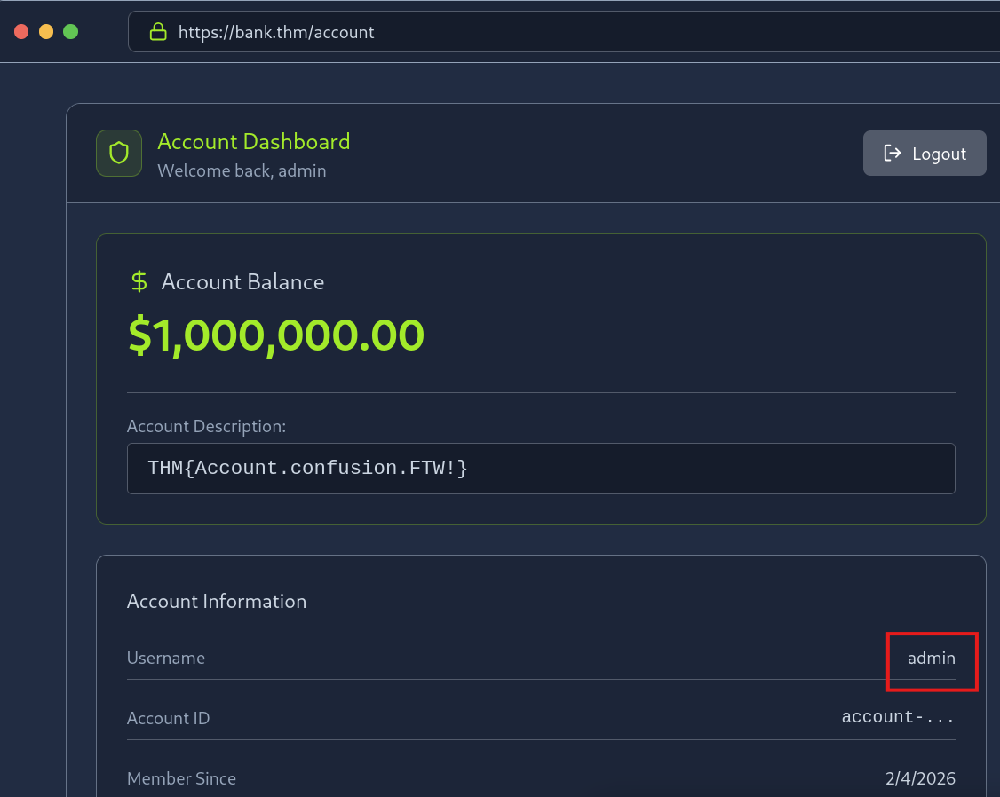 https://bank.thm/account
Account Dashboard
Welcome back, admin
Logout
$ Account Balance
$1,000,000.00
Account Description:
THM{Account.confusion.FTW!}
Account Information
Username admin
Account ID account-...
Member Since 2/4/2026